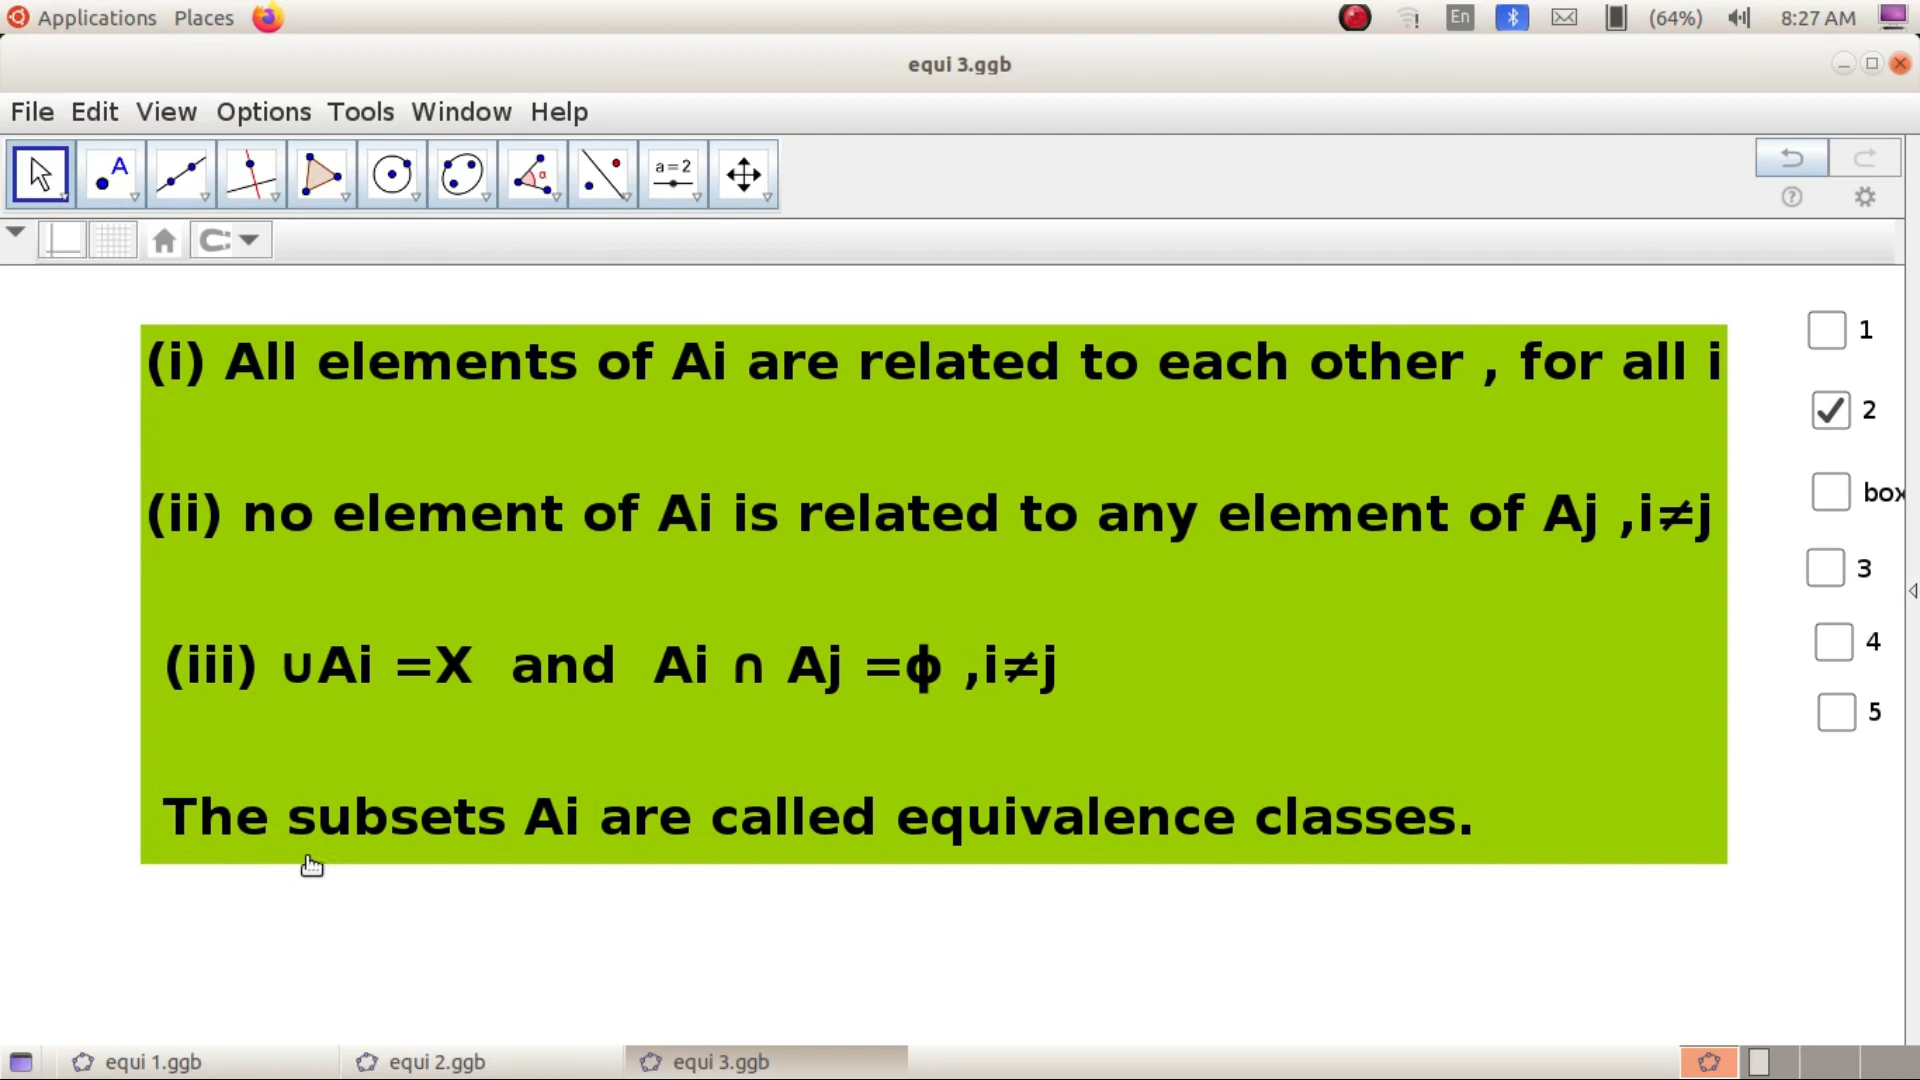 Applications Places En (64%) 8:27 AM
equi 3.ggb
File Edit View Options Tools Window Help
A α a=2
(i) All elements of Ai are related to each other , for all i
1
2
(ii) no element of Ai is related to any element of Aj ,i≠j
box
3
(iii) ∪Ai =X and Ai ∩ Aj =ϕ ,i≠j
4
5
The subsets Ai are called equivalence classes.
equi 1.ggb equi 2.ggb equi 3.ggb